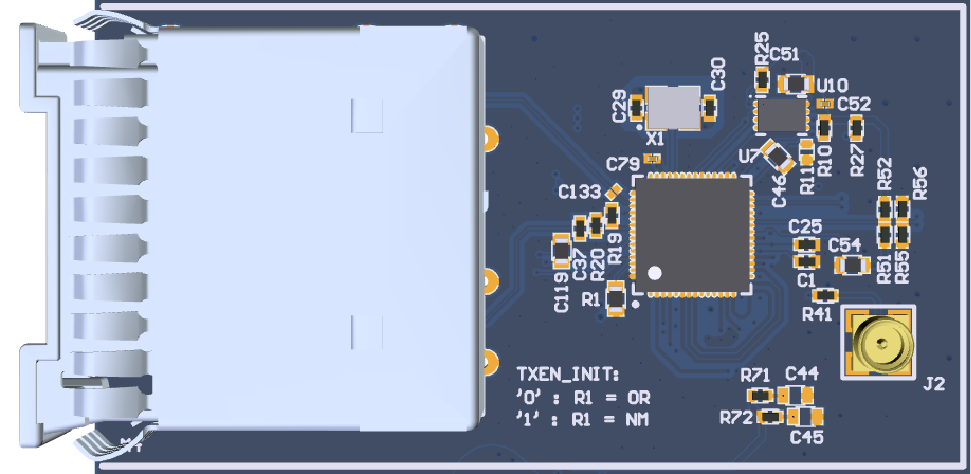 R25
C51
C30
C29
U10
C52
X1
U7
C46
R11
R10
R27
C79
R52
R56
C133
C119
C37
R20
R19
C25
C54
C1
R51
R55
R1
R41
TXEN_INIT:
'0' : R1 = 0R
'1' : R1 = NM
J2
R71
C44
R72
C45